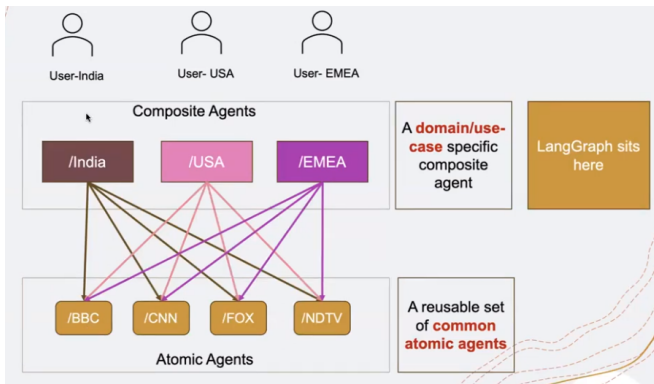 User-India
User- USA
User- EMEA
Composite Agents
/India
/USA
/EMEA
A domain/use-
case specific
composite
agent
LangGraph sits
here
/BBC
/CNN
/FOX
/NDTV
Atomic Agents
A reusable set
of common
atomic agents